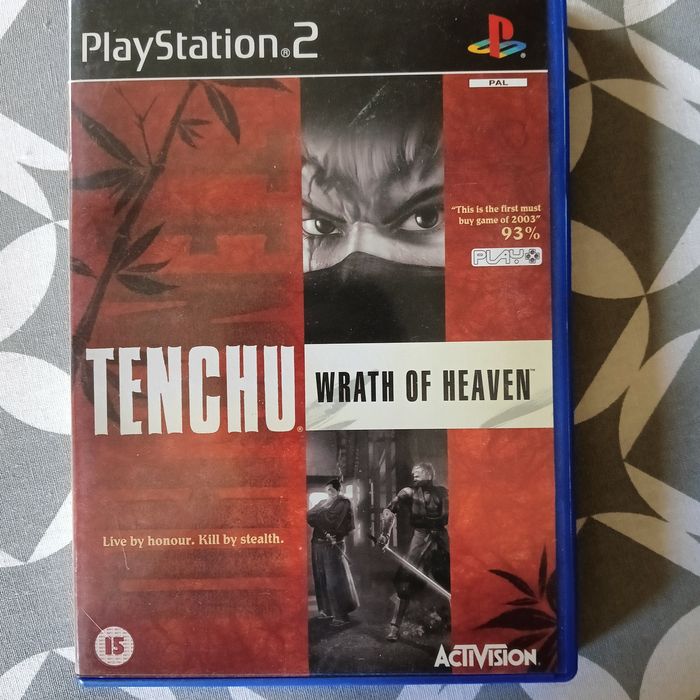 PlayStation®2
PAL
"This is the first must
buy game of 2003"
93%
PLAY
TENCHU®
WRATH OF HEAVEN™
Live by honour. Kill by stealth.
15
ACTIVISION®